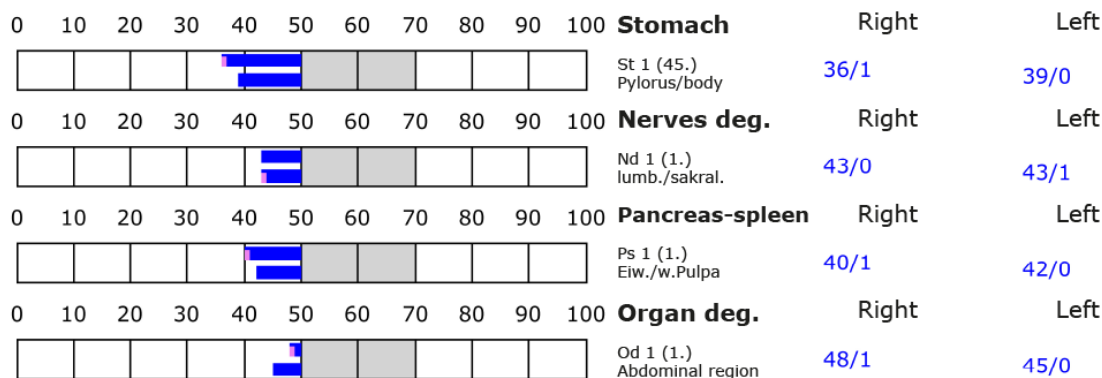 0 10 20 30 40 50 60 70 80 90 100 Stomach Right Left
St 1 (45.) 36/1 39/0
Pylorus/body
0 10 20 30 40 50 60 70 80 90 100 Nerves deg. Right Left
Nd 1 (1.) 43/0 43/1
lumb./sakral.
0 10 20 30 40 50 60 70 80 90 100 Pancreas-spleen Right Left
Ps 1 (1.) 40/1 42/0
Eiw./w.Pulpa
0 10 20 30 40 50 60 70 80 90 100 Organ deg. Right Left
Od 1 (1.) 48/1 45/0
Abdominal region